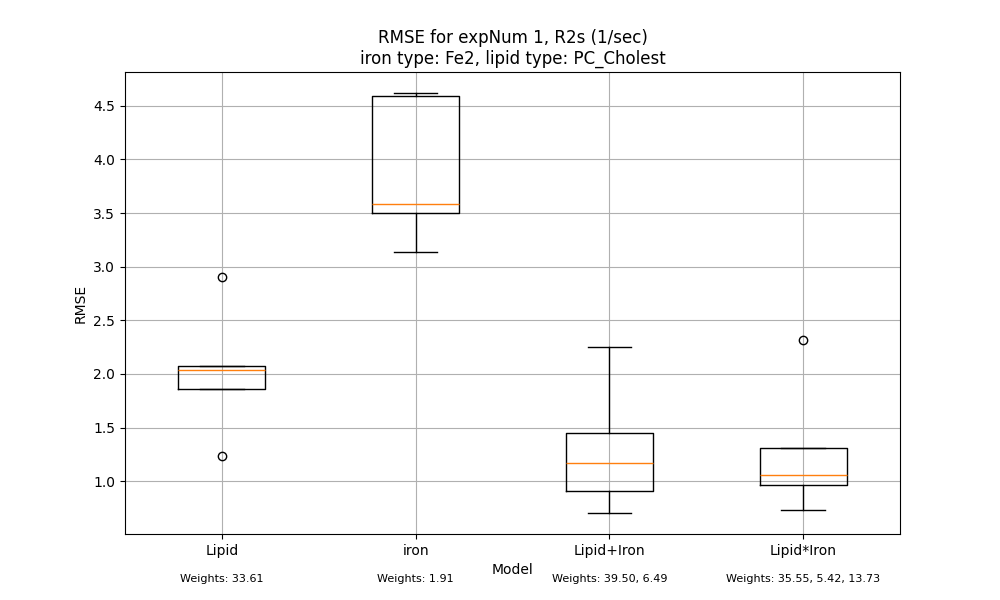 RMSE for expNum 1, R2s (1/sec)
iron type: Fe2, lipid type: PC_Cholest
RMSE
4.5
4.0
3.5
3.0
2.5
2.0
1.5
1.0
Lipid
iron
Lipid+Iron
Lipid*Iron
Model
Weights: 33.61
Weights: 1.91
Weights: 39.50, 6.49
Weights: 35.55, 5.42, 13.73